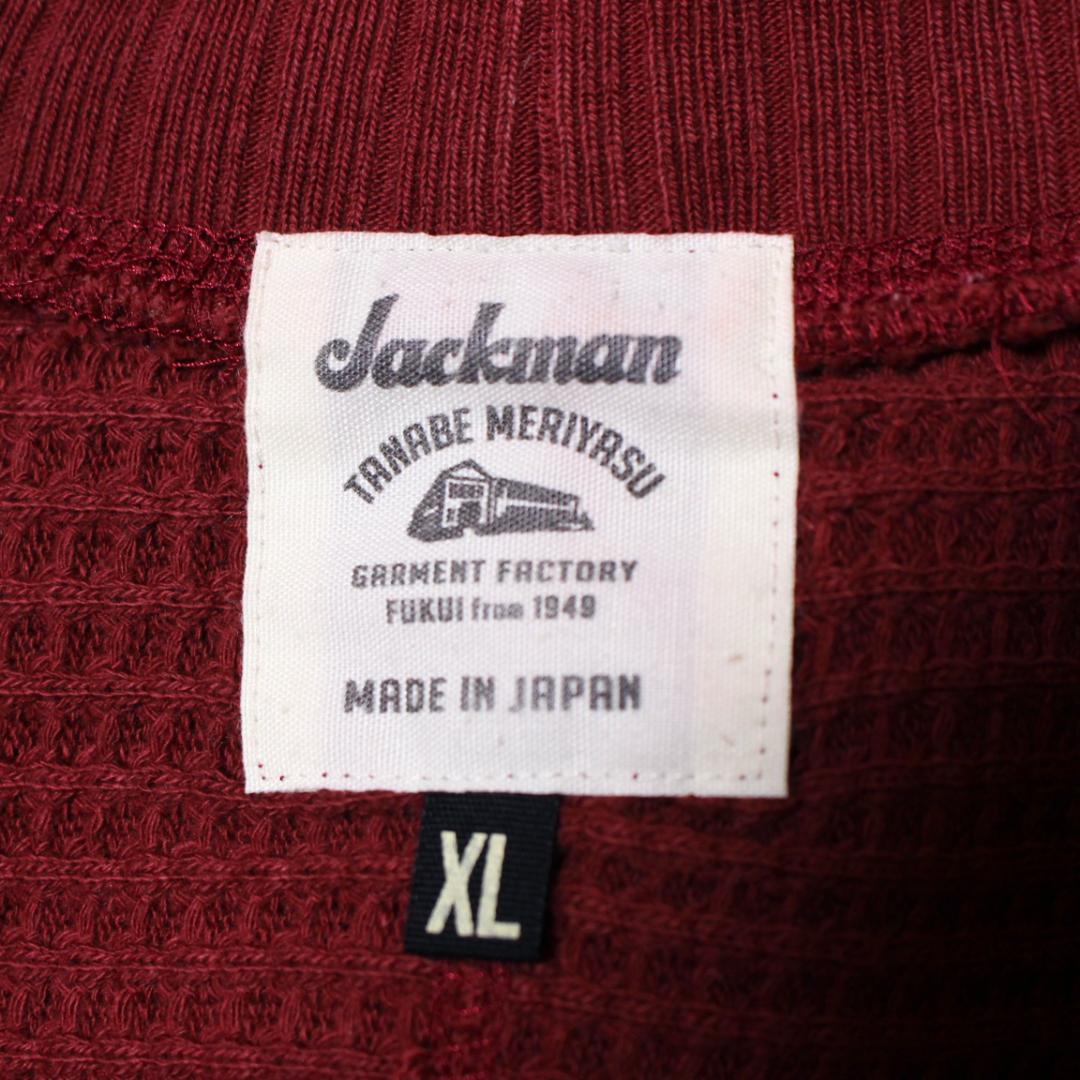 Jackman
TANABE MERIYASU
GARMENT FACTORY
FUKUI from 1949
MADE IN JAPAN
XL